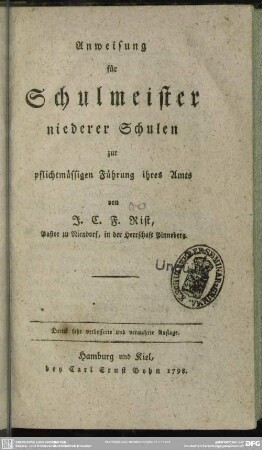 Anweisung
für
Schulmeister
niederer Schulen
zur
pflichtmässigen Führung ihres Amts
von
J. C. F. Rist,
Pastor zu Niendorf, in der Herrschaft Pinneberg.
Dritte sehr verbesserte und vermehrte Auflage.
Hamburg und Kiel,
bey Carl Ernst Bohn 1798.
DFG